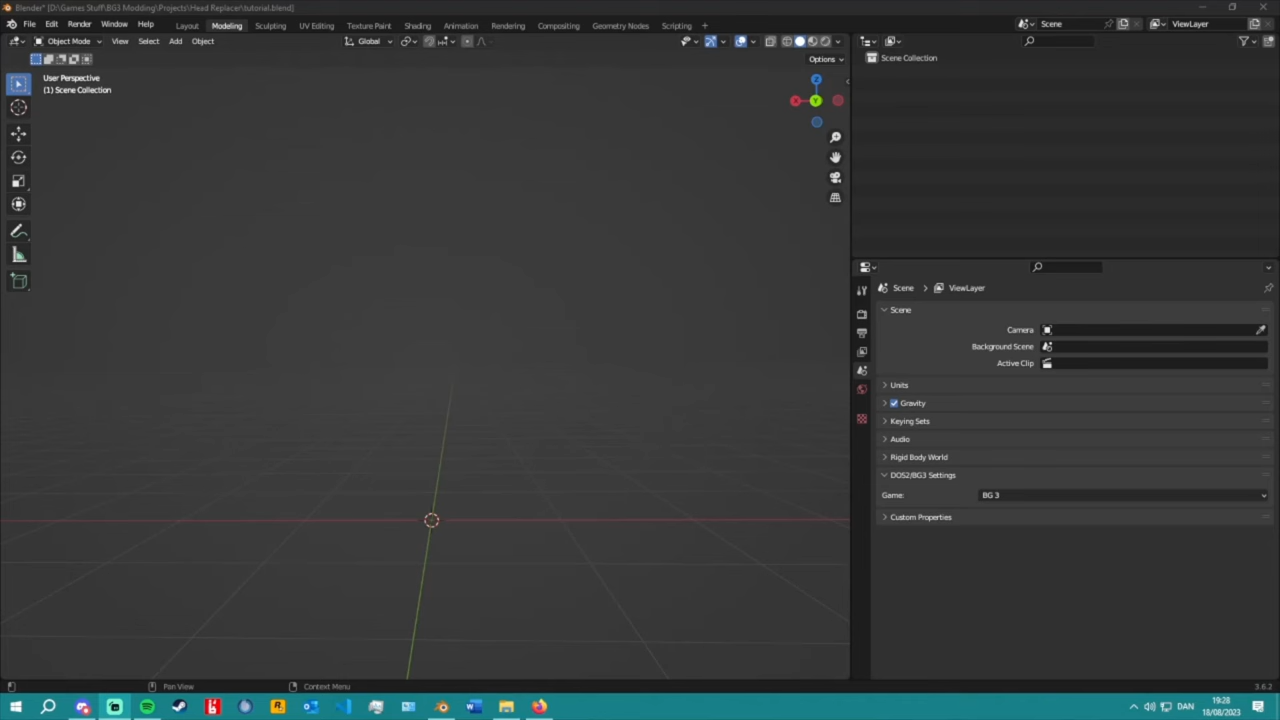 Blender* [D:\Games Stuff\BG3 Modding\Projects\Head Replacer\tutorial.blend]
File Edit Render Window Help Layout Modeling Sculpting UV Editing Texture Paint Shading Animation Rendering Compositing Geometry Nodes Scripting + Scene ViewLayer
Object Mode View Select Add Object Global
Options
User Perspective
(1) Scene Collection
Z
X
Y
Scene Collection
Scene ViewLayer
Scene
Camera
Background Scene
Active Clip
Units
Gravity
Keying Sets
Audio
Rigid Body World
DOS2/BG3 Settings
Game: BG 3
Custom Properties
Pan View Context Menu 3.6.2
DAN 19:28
18/08/2023